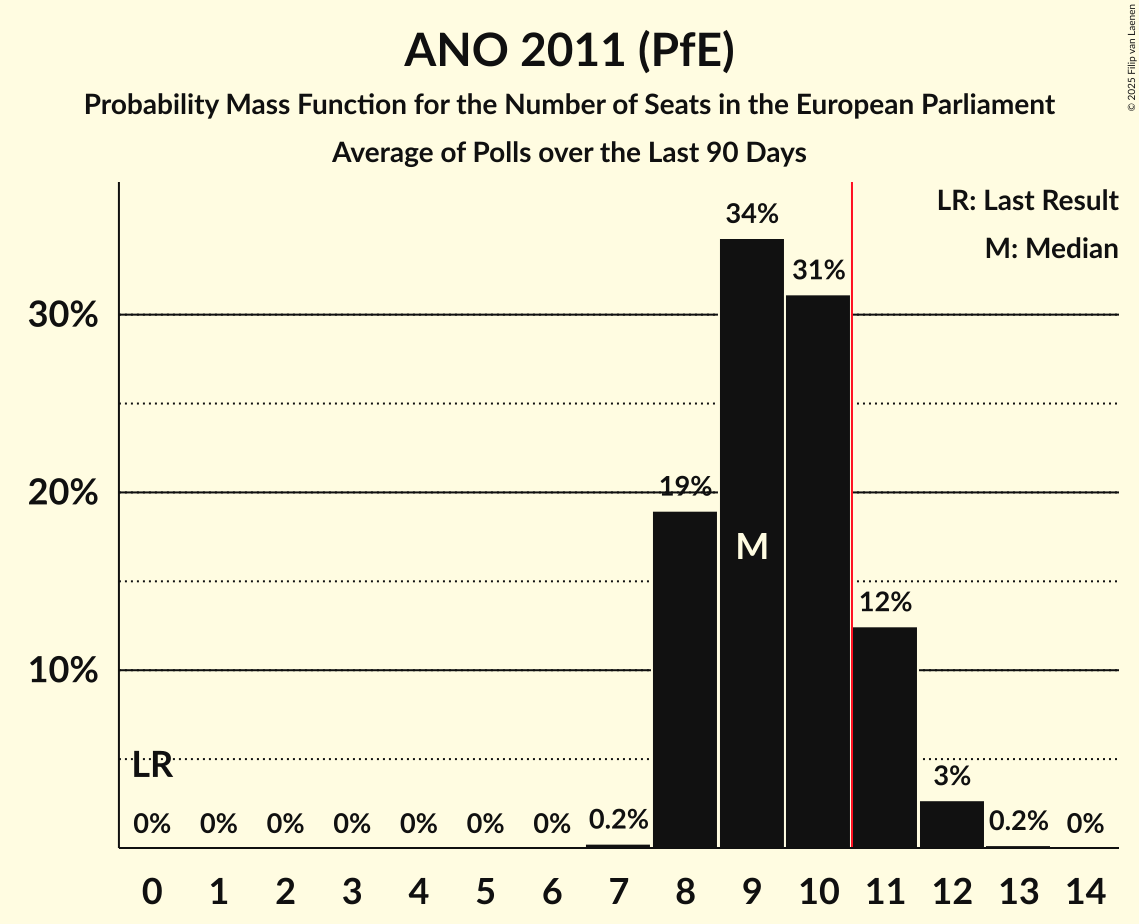 ANO 2011 (PfE)
Probability Mass Function for the Number of Seats in the European Parliament
Average of Polls over the Last 90 Days
© 2025 Filip van Laenen
LR: Last Result
M: Median
34%
31%
30%
20%
19%
M
12%
10%
LR
3%
0% 0% 0% 0% 0% 0% 0% 0.2% 0.2% 0%
0 1 2 3 4 5 6 7 8 9 10 11 12 13 14